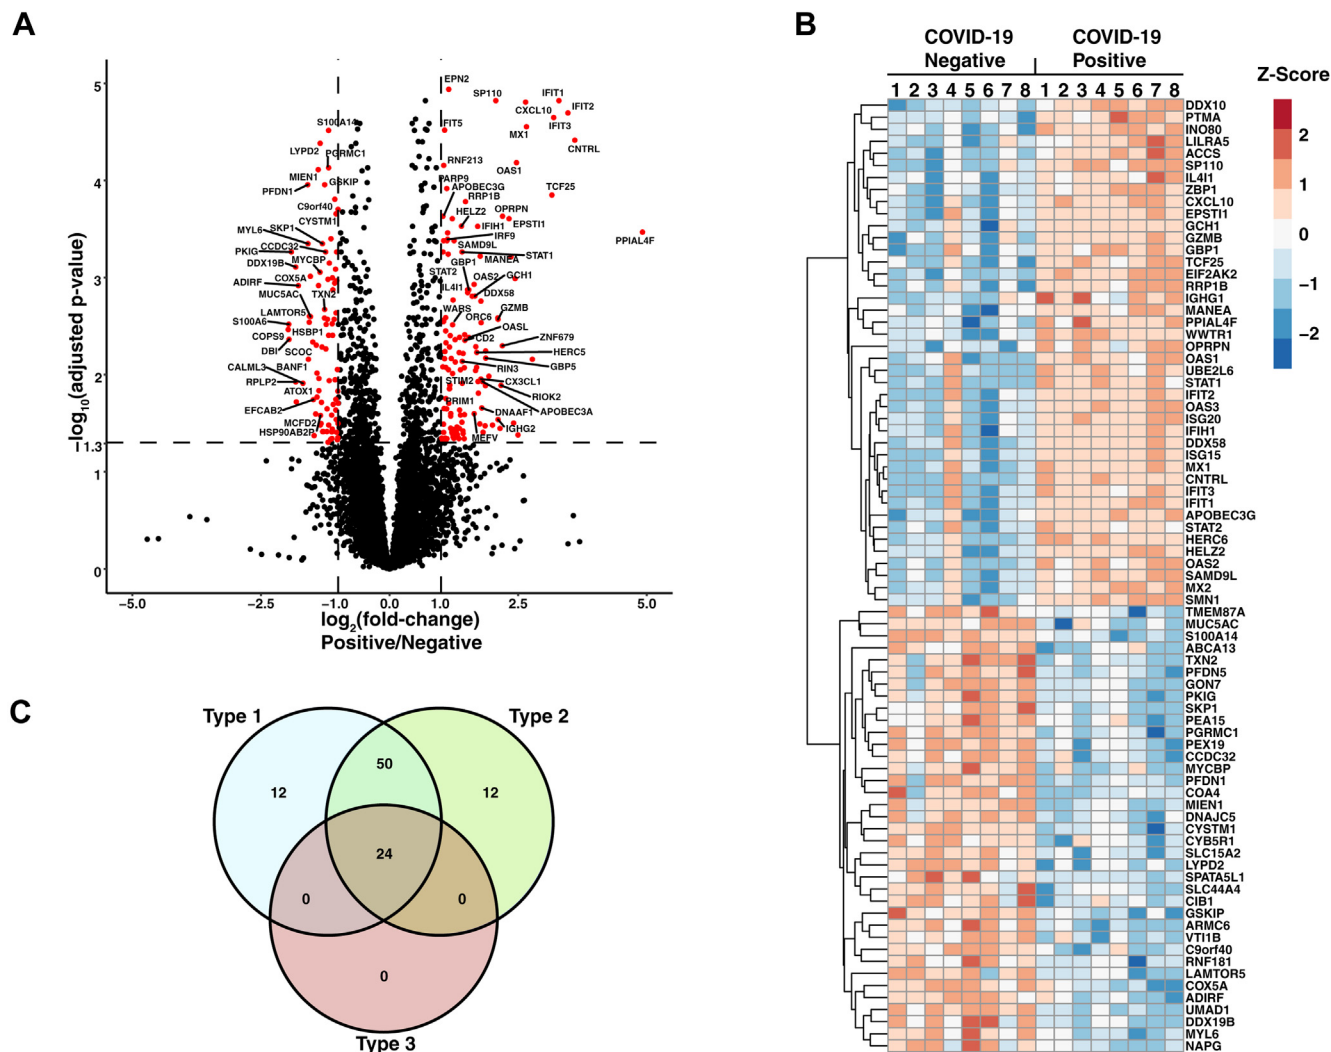 A
EPN2
SP110
IFIT1
CXCL10
IFIT2
IFIT3
S100A14
IFIT5
MX1
CNTRL
LYPD2
PGRMC1
RNF213
OAS1
MIEN1
GSKIP
PARP9
PFDN1
APOBEC3G
TCF25
RRP1B
C9orf40
HELZ2
OPRPN
CYSTM1
IFIH1
EPSTI1
MYL6
SKP1
IRF9
PPIAL4F
CCDC32
SAMD9L
PKIG
STAT1
MYCBP
GBP1
MANEA
DDX19B
STAT2
OAS2
GCH1
COX5A
ADIRF
IL4I1
MUC5AC
TXN2
DDX58
LAMTOR5
WARS
GZMB
ORC6
S100A6
HSBP1
OASL
COPS9
CD2
ZNF679
DBI
SCOC
HERC5
CALML3
BANF1
RIN3
GBP5
RPLP2
STIM2
CX3CL1
ATOX1
RIOK2
EFCAB2
PRIM1
DNAAF1
APOBEC3A
MCFD2
IGHG2
HSP90AB2P
MEFV
5
4
3
2
1.3
1
0
−log10(adjusted p-value)
−5.0
−2.5
−1.0
0.0
1.0
2.5
5.0
log2(fold-change)
Positive/Negative
B
COVID-19 Negative
COVID-19 Positive
1 2 3 4 5 6 7 8 1 2 3 4 5 6 7 8
DDX10
PTMA
INO80
LILRA5
ACCS
SP110
IL4I1
ZBP1
CXCL10
EPSTI1
GCH1
GZMB
GBP1
TCF25
EIF2AK2
RRP1B
IGHG1
MANEA
PPIAL4F
WWTR1
OPRPN
OAS1
UBE2L6
STAT1
IFIT2
OAS3
ISG20
IFIH1
DDX58
ISG15
MX1
CNTRL
IFIT3
IFIT1
APOBEC3G
STAT2
HERC6
HELZ2
OAS2
SAMD9L
MX2
SMN1
TMEM87A
MUC5AC
S100A14
ABCA13
TXN2
PFDN5
GON7
PKIG
SKP1
PEA15
PGRMC1
PEX19
CCDC32
MYCBP
PFDN1
COA4
MIEN1
DNAJC5
CYSTM1
CYB5R1
SLC15A2
LYPD2
SPATA5L1
SLC44A4
CIB1
GSKIP
ARMC6
VTI1B
C9orf40
RNF181
LAMTOR5
COX5A
ADIRF
UMAD1
DDX19B
MYL6
NAPG
Z-Score
2
1
0
−1
−2
C
Type 1
Type 2
50
12
12
24
0
0
0
Type 3